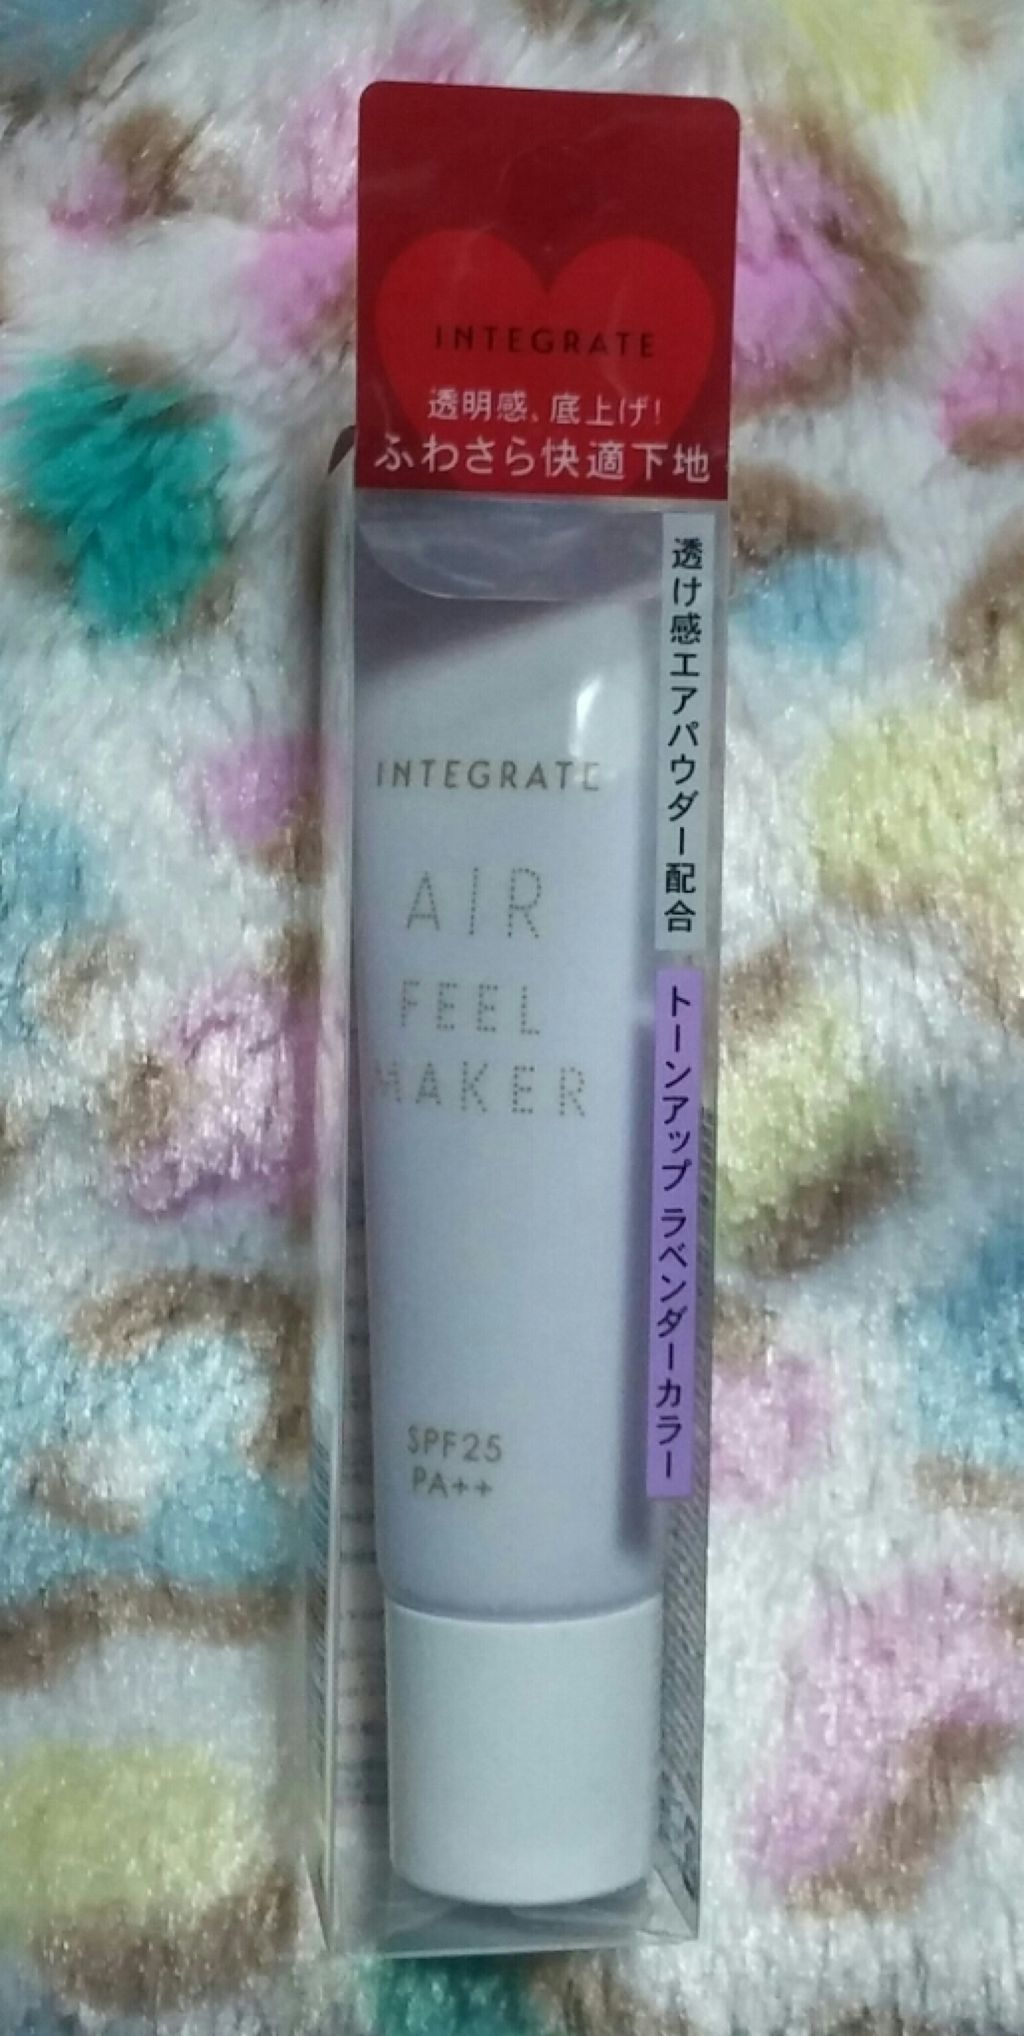 INTEGRATE
透明感、底上げ!
ふわさら快適下地
透け感エアパウダー配合
トーンアップ ラベンダーカラー
INTEGRATE
AIR
FEEL
MAKER
SPF25
PA++